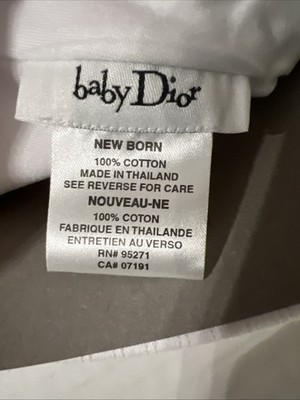 baby Dior
NEW BORN
100% COTTON
MADE IN THAILAND
SEE REVERSE FOR CARE
NOUVEAU-NE
100% COTON
FABRIQUE EN THAILANDE
ENTRETIEN AU VERSO
RN# 95271
CA# 07191